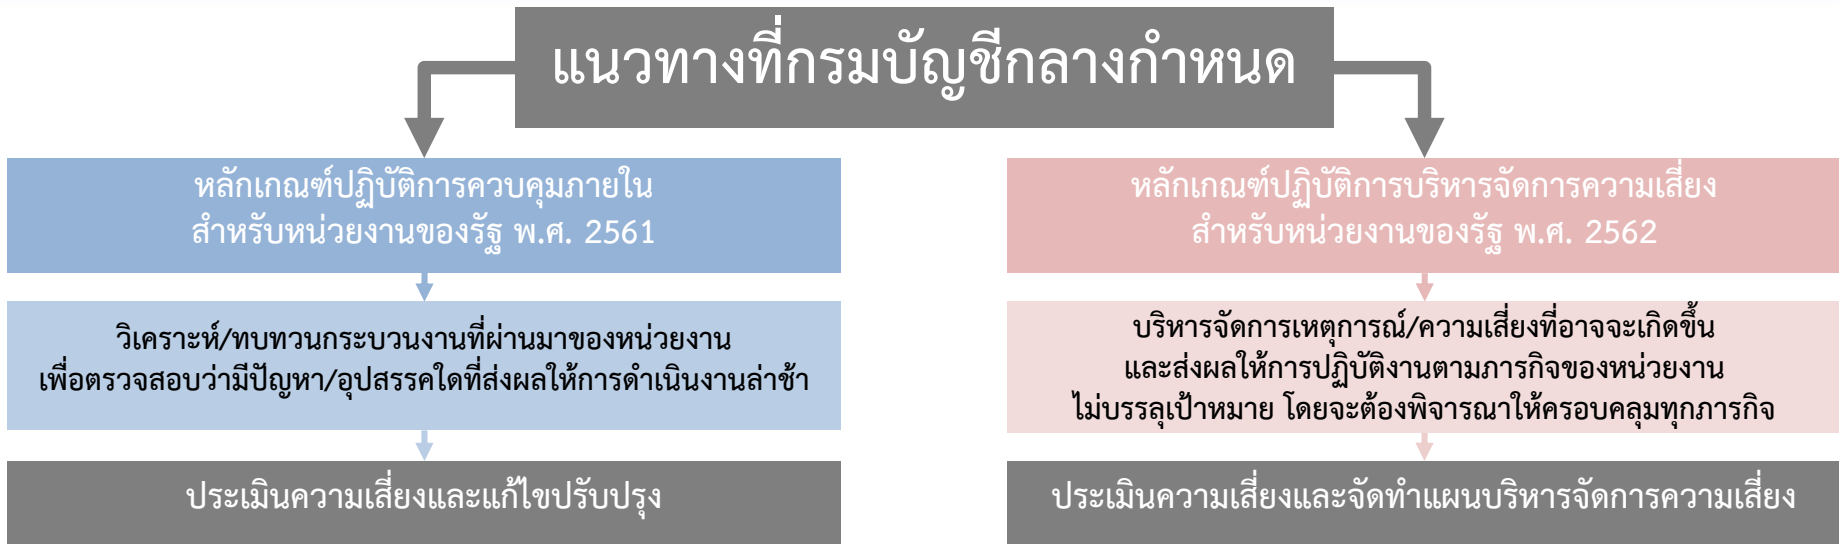 แนวทางที่กรมบัญชีกลางกำหนด
หลักเกณฑ์ปฏิบัติการควบคุมภายใน
สำหรับหน่วยงานของรัฐ พ.ศ. 2561
วิเคราะห์/ทบทวนกระบวนงานที่ผ่านมาของหน่วยงาน
เพื่อตรวจสอบว่ามีปัญหา/อุปสรรคใดที่ส่งผลให้การดำเนินงานล่าช้า
ประเมินความเสี่ยงและแก้ไขปรับปรุง
หลักเกณฑ์ปฏิบัติการบริหารจัดการความเสี่ยง
สำหรับหน่วยงานของรัฐ พ.ศ. 2562
บริหารจัดการเหตุการณ์/ความเสี่ยงที่อาจจะเกิดขึ้น
และส่งผลให้การปฏิบัติงานตามภารกิจของหน่วยงาน
ไม่บรรลุเป้าหมาย โดยจะต้องพิจารณาให้ครอบคลุมทุกภารกิจ
ประเมินความเสี่ยงและจัดทำแผนบริหารจัดการความเสี่ยง